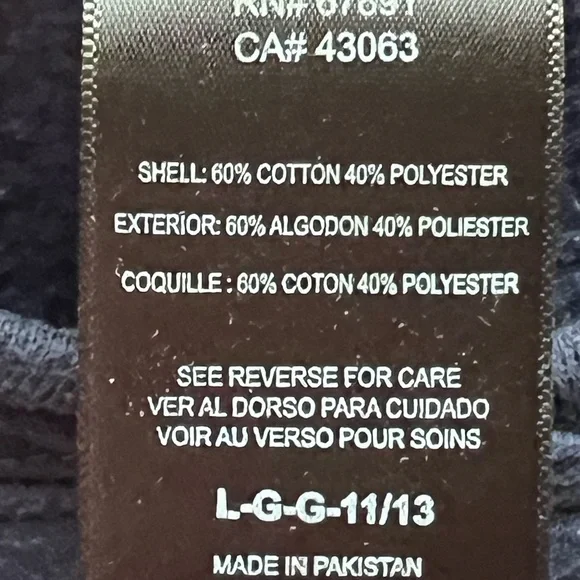 CA# 43063
SHELL: 60% COTTON 40% POLYESTER
EXTERIOR: 60% ALGODON 40% POLIESTER
COQUILLE : 60% COTON 40% POLYESTER
SEE REVERSE FOR CARE
VER AL DORSO PARA CUIDADO
VOIR AU VERSO POUR SOINS
L-G-G-11/13
MADE IN PAKISTAN